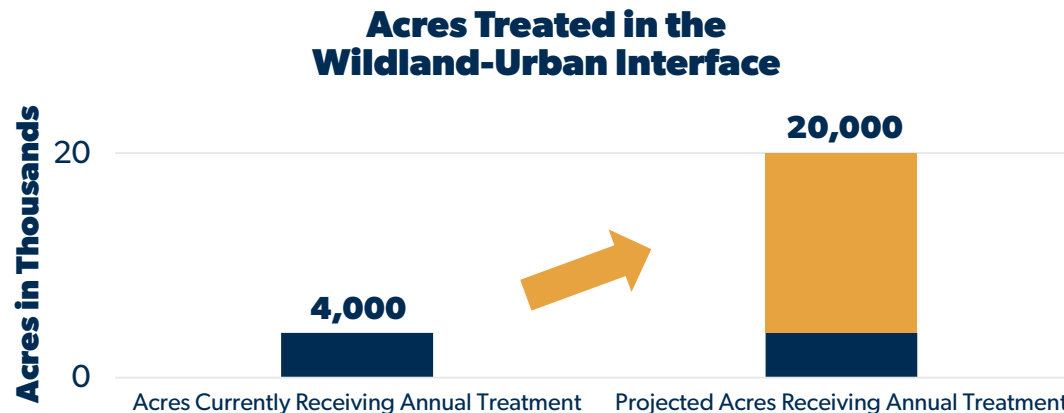 Acres Treated in the
Wildland-Urban Interface
Acres in Thousands
20
0
4,000
20,000
Acres Currently Receiving Annual Treatment
Projected Acres Receiving Annual Treatment